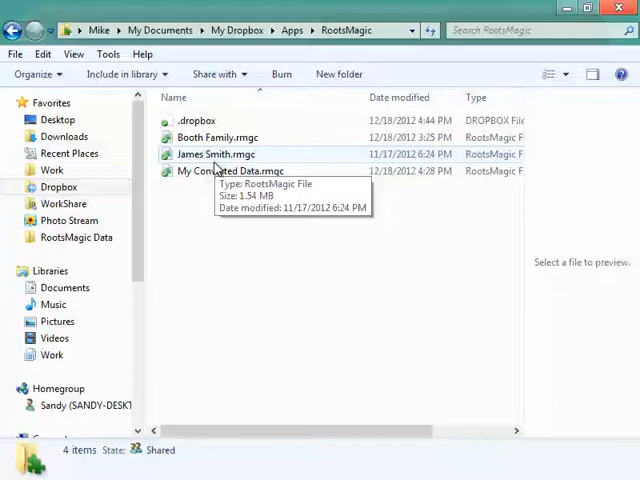 Mike ▸ My Documents ▸ My Dropbox ▸ Apps ▸ RootsMagic
Search RootsMagic
File Edit View Tools Help
Organize Include in library Share with Burn New folder
Favorites
Desktop
Downloads
Recent Places
Work
Dropbox
WorkShare
Photo Stream
RootsMagic Data
Libraries
Documents
Music
Pictures
Videos
Work
Homegroup
Sandy (SANDY-DESKT
Name Date modified Type
.dropbox 12/18/2012 4:44 PM DROPBOX File
Booth Family.rmgc 12/18/2012 3:25 PM RootsMagic File
James Smith.rmgc 11/17/2012 6:24 PM RootsMagic File
My Converted Data.rmgc 12/18/2012 4:28 PM RootsMagic File
Type: RootsMagic File
Size: 1.54 MB
Date modified: 11/17/2012 6:24 PM
Select a file to preview.
4 items State: Shared